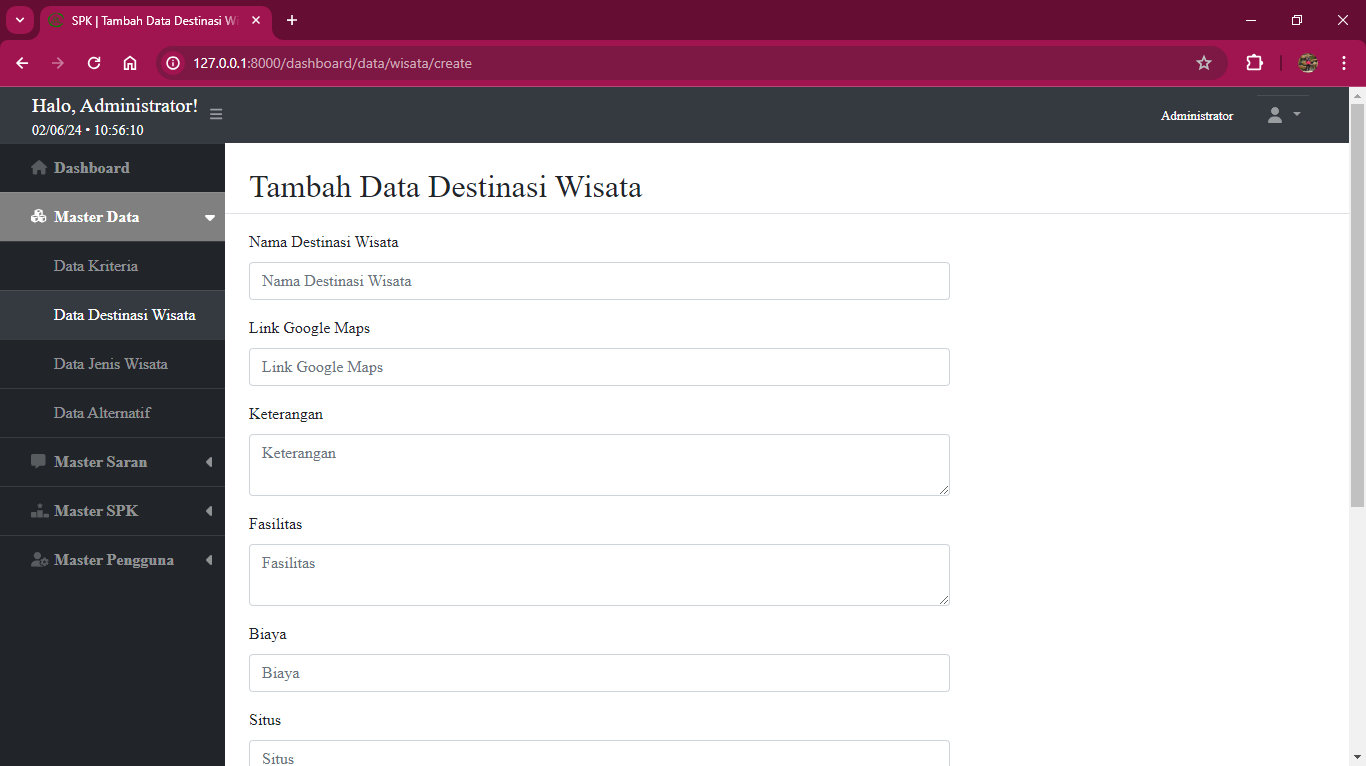 SPK | Tambah Data Destinasi Wi
127.0.0.1:8000/dashboard/data/wisata/create
Halo, Administrator!
02/06/24 • 10:56:10
Administrator
Dashboard
Master Data
Data Kriteria
Data Destinasi Wisata
Data Jenis Wisata
Data Alternatif
Master Saran
Master SPK
Master Pengguna
Tambah Data Destinasi Wisata
Nama Destinasi Wisata
Nama Destinasi Wisata
Link Google Maps
Link Google Maps
Keterangan
Keterangan
Fasilitas
Fasilitas
Biaya
Biaya
Situs
Situs